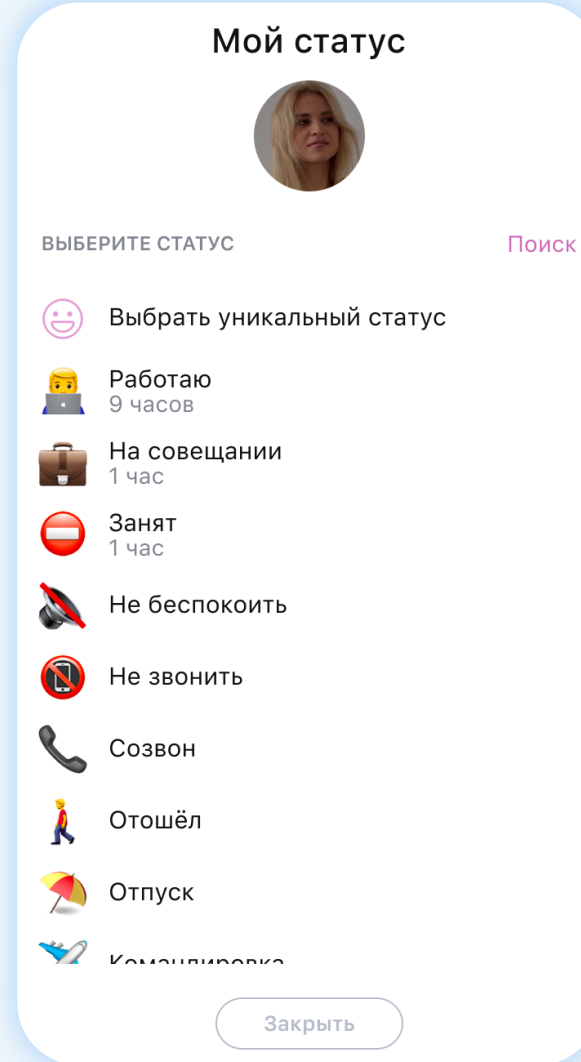 Мой статус
ВЫБЕРИТЕ СТАТУС
Поиск
Выбрать уникальный статус
Работаю
9 часов
На совещании
1 час
Занят
1 час
Не беспокоить
Не звонить
Созвон
Отошёл
Отпуск
Командировка
Закрыть